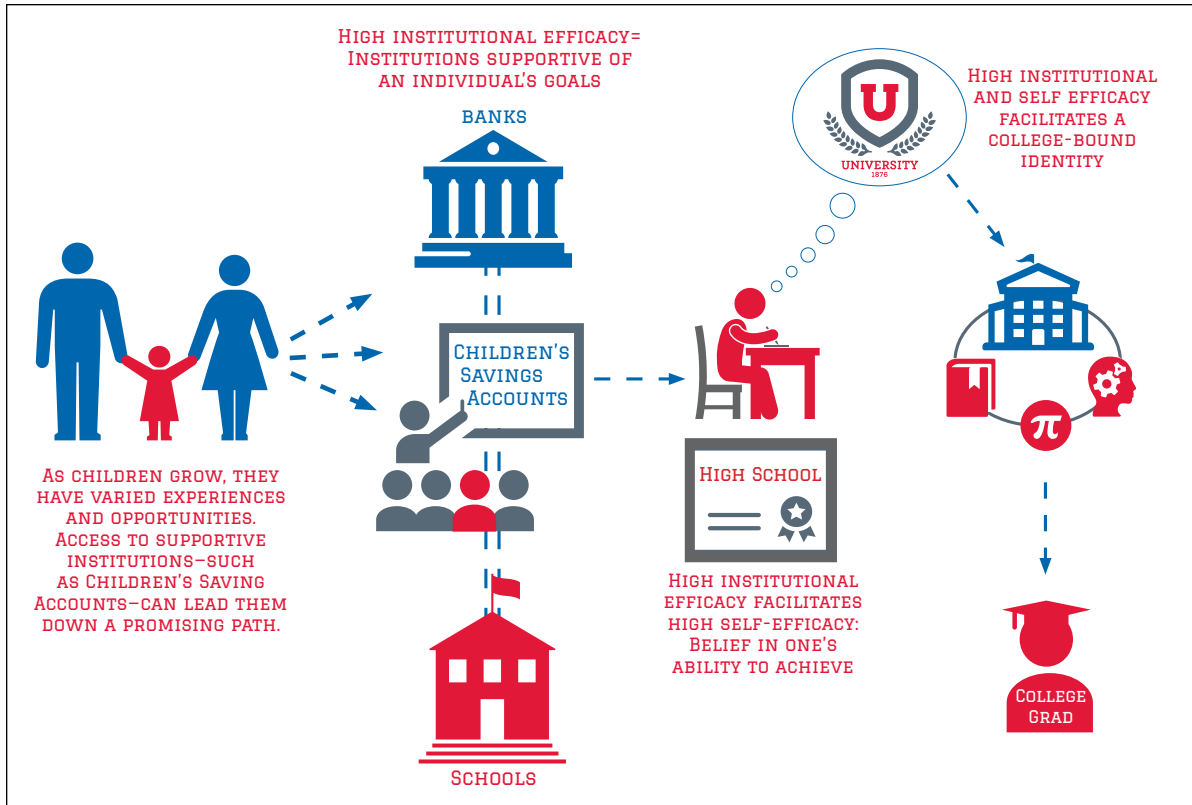 High institutional efficacy=
Institutions supportive of
an individual's goals
banks
As children grow, they
have varied experiences
and opportunities.
Access to supportive
institutions—such
as Children's Saving
Accounts—can lead them
down a promising path.
Children's
Savings
Accounts
Schools
High School
High institutional
efficacy facilitates
high self-efficacy:
Belief in one's
ability to achieve
U
UNIVERSITY
1876
High institutional
and self efficacy
facilitates a
college-bound
identity
π
College
Grad